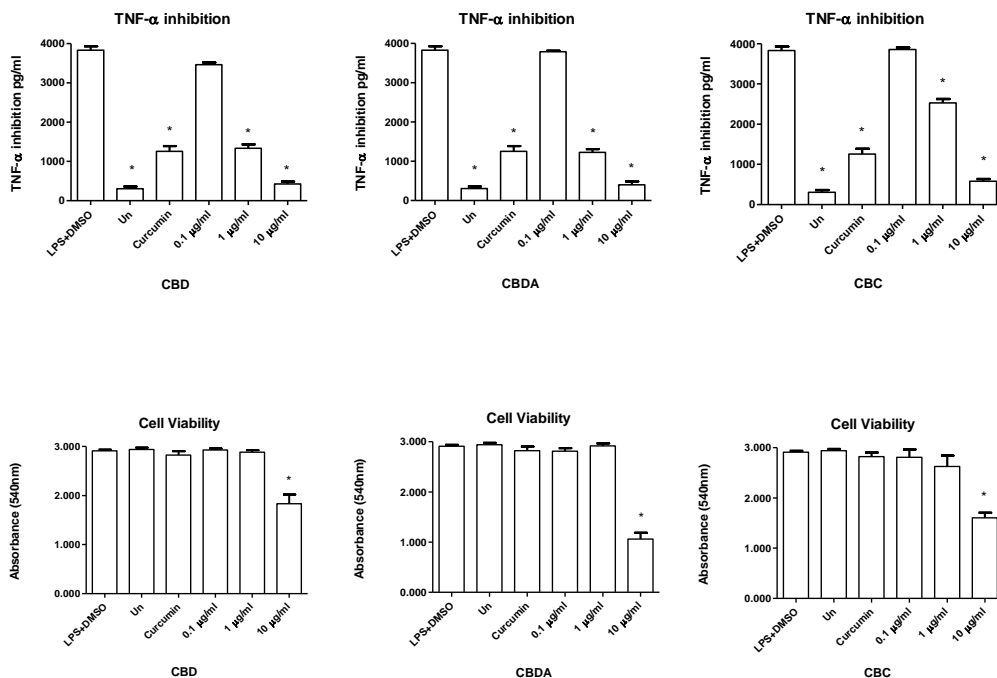 TNF-α inhibition
TNF-α inhibition pg/ml
4000
3000
2000
1000
0
*
*
*
*
LPS+DMSO
Un
Curcumin
0.1 µg/ml
1 µg/ml
10 µg/ml
CBD
TNF-α inhibition
TNF-α inhibition pg/ml
4000
3000
2000
1000
0
*
*
*
*
LPS+DMSO
Un
Curcumin
0.1 µg/ml
1 µg/ml
10 µg/ml
CBDA
TNF-α inhibition
TNF-α inhibition pg/ml
4000
3000
2000
1000
0
*
*
*
*
LPS+DMSO
Un
Curcumin
0.1 µg/ml
1 µg/ml
10 µg/ml
CBC
Cell Viability
Absorbance (540nm)
3.000
2.000
1.000
0.000
*
LPS+DMSO
Un
Curcumin
0.1 µg/ml
1 µg/ml
10 µg/ml
CBD
Cell Viability
Absorbance (540nm)
3.000
2.000
1.000
0.000
*
LPS+DMSO
Un
Curcumin
0.1 µg/ml
1 µg/ml
10 µg/ml
CBDA
Cell Viability
Absorbance (540nm)
3.000
2.000
1.000
0.000
*
LPS+DMSO
Un
Curcumin
0.1 µg/ml
1 µg/ml
10 µg/ml
CBC